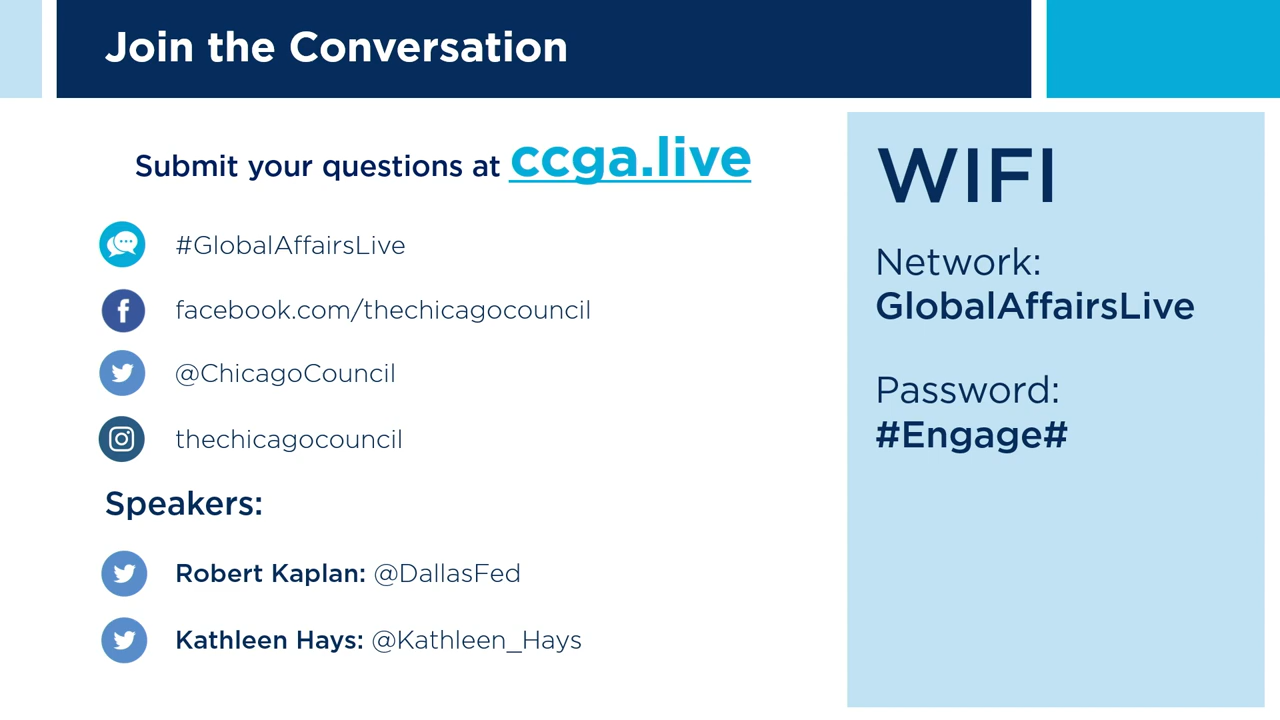 Join the Conversation
Submit your questions at ccga.live
#GlobalAffairsLive
facebook.com/thechicagocouncil
@ChicagoCouncil
thechicagocouncil
Speakers:
Robert Kaplan: @DallasFed
Kathleen Hays: @Kathleen_Hays
WIFI
Network:
GlobalAffairsLive
Password:
#Engage#